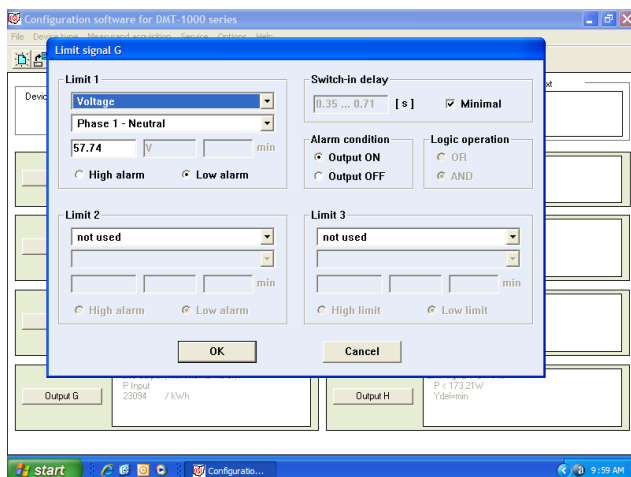 Configuration software for DMT-1000 series
File Device type Measurand acquisition Service Options Help
Limit signal G
Limit 1
Voltage
Phase 1 - Neutral
57.74 V min
High alarm Low alarm
Switch-in delay
0.35 ... 0.71 [ s ] Minimal
Alarm condition
Output ON
Output OFF
Logic operation
OR
AND
Limit 2
not used
min
High alarm Low alarm
Limit 3
not used
min
High limit Low limit
OK Cancel
Output G
P Input
23094 / kWh
Output H
P < 173.21W
Ydel=min
start
Configuratio...
9:59 AM